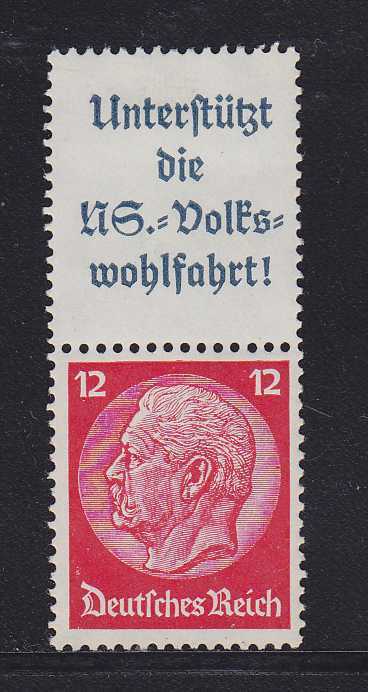 Unterſtützt
die
NS.=Volks=
wohlfahrt!
12 12
Deutſches Reich